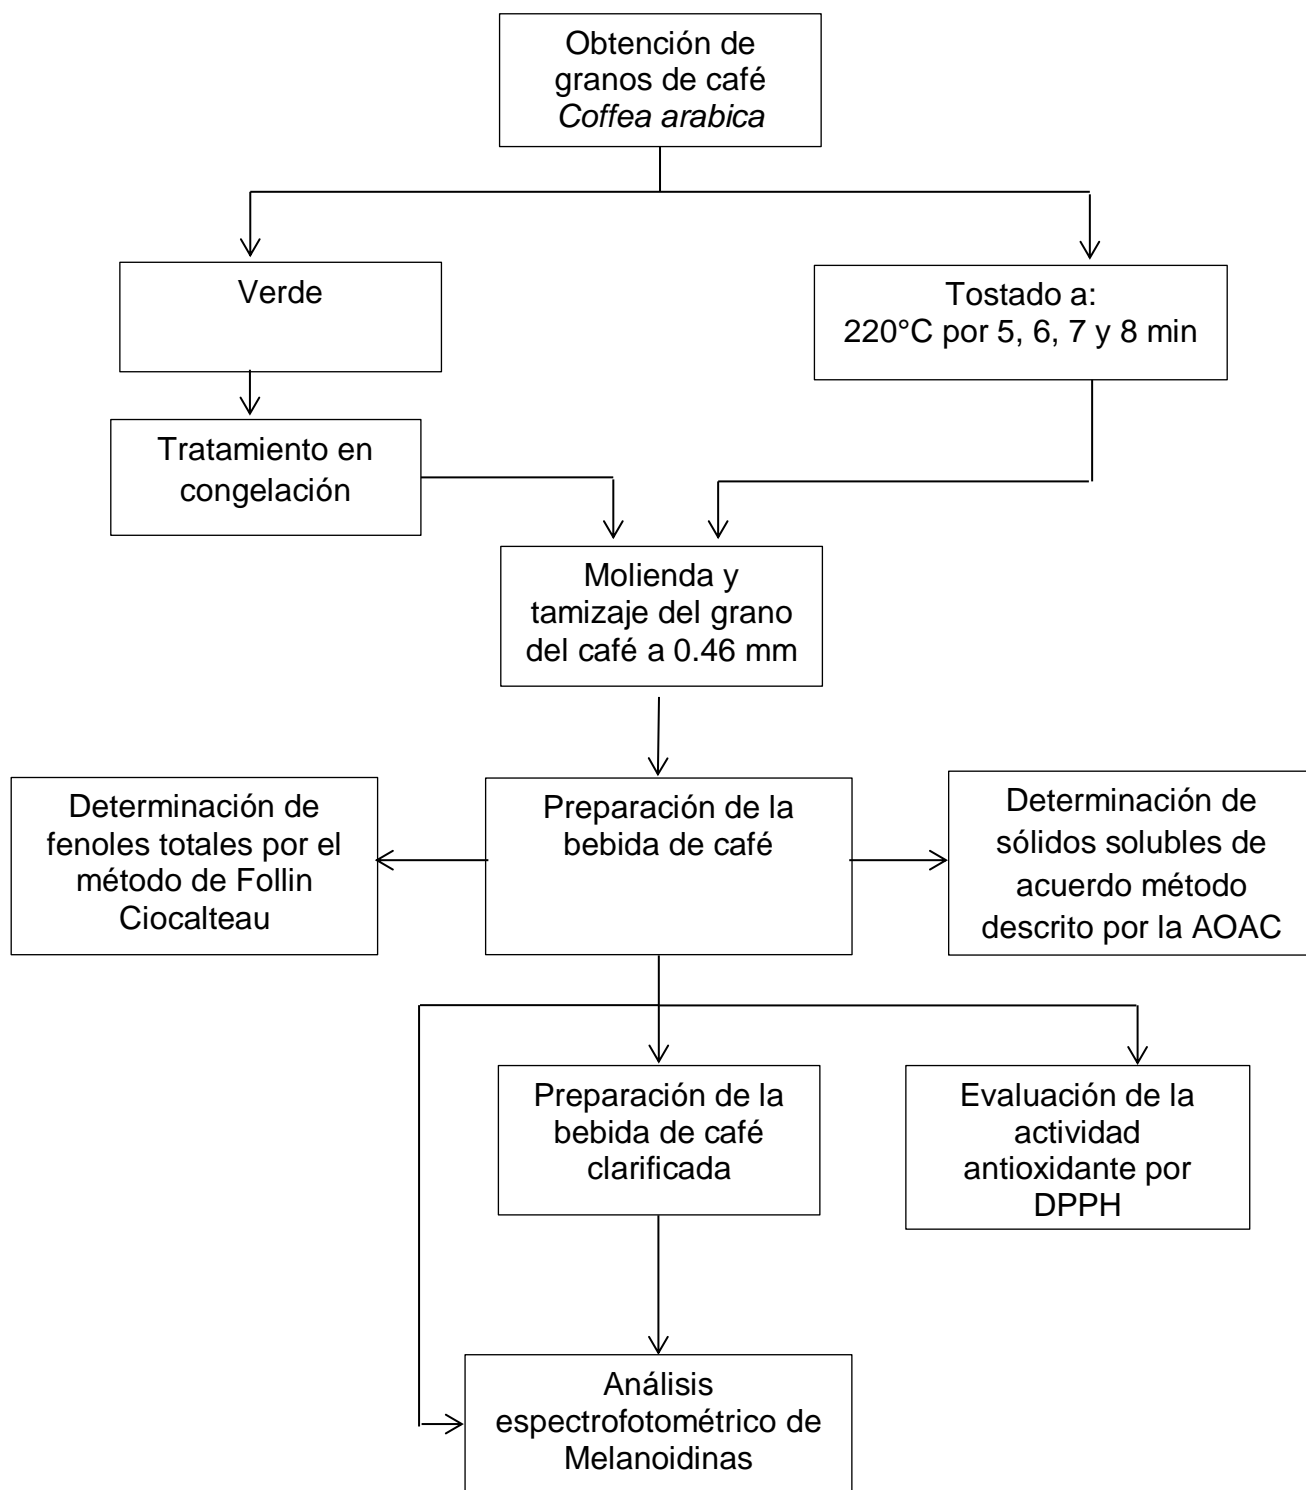 Obtención de
granos de café
Coffea arabica
Verde
Tostado a:
220°C por 5, 6, 7 y 8 min
Tratamiento en
congelación
Molienda y
tamizaje del grano
del café a 0.46 mm
Determinación de
fenoles totales por el
método de Follin
Ciocalteau
Preparación de la
bebida de café
Determinación de
sólidos solubles de
acuerdo método
descrito por la AOAC
Preparación de la
bebida de café
clarificada
Evaluación de la
actividad
antioxidante por
DPPH
Análisis
espectrofotométrico de
Melanoidinas